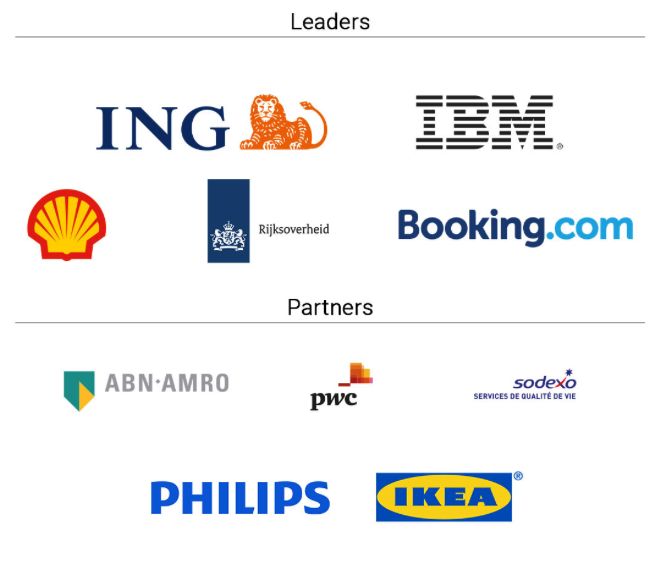 Leaders
ING
IBM®
Rijksoverheid
Booking.com
Partners
ABN·AMRO
pwc
sodexo
SERVICES DE QUALITÉ DE VIE
PHILIPS
IKEA®